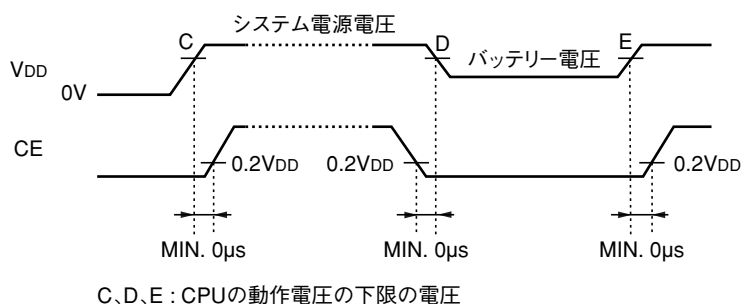 システム電源電圧
C
D
E
バッテリー電圧
VDD
0V
CE
0.2VDD
0.2VDD
0.2VDD
MIN. 0μs
MIN. 0μs
MIN. 0μs
C、D、E : CPUの動作電圧の下限の電圧